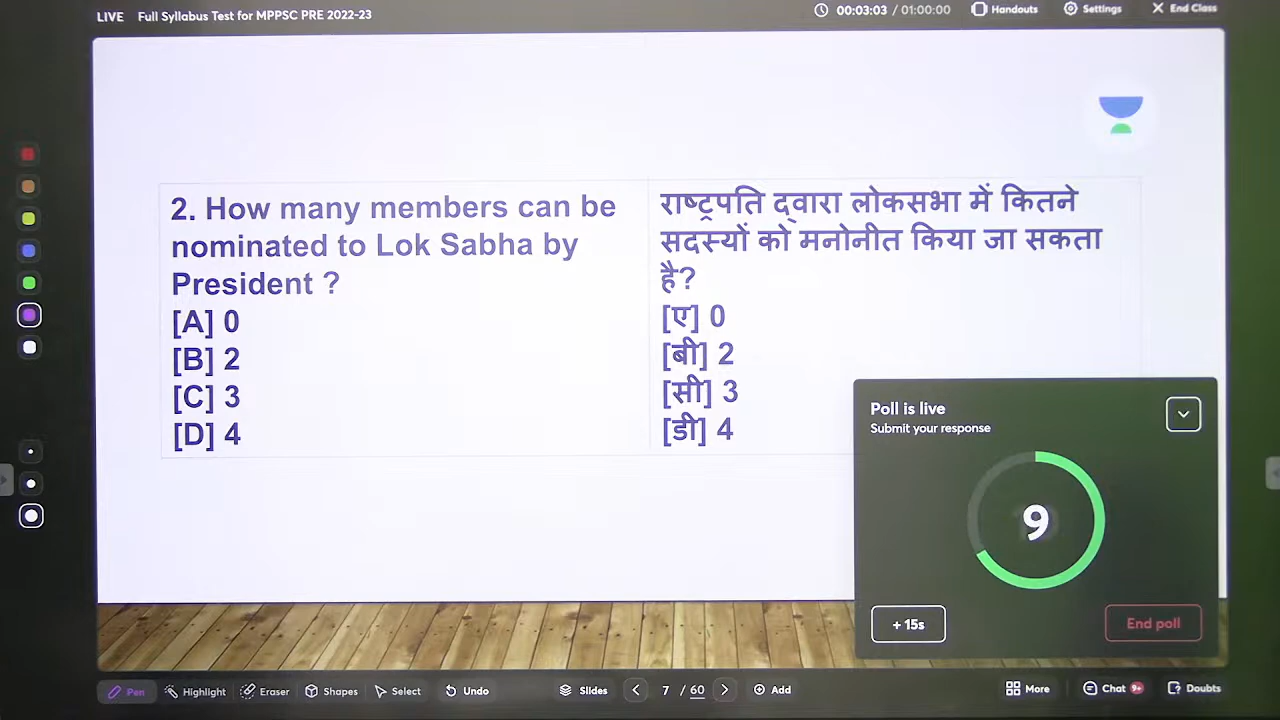 LIVE Full Syllabus Test for MPPSC PRE 2022-23
00:03:03 / 01:00:00 Handouts Settings End Class
2. How many members can be
nominated to Lok Sabha by
President ?
[A] 0
[B] 2
[C] 3
[D] 4
राष्ट्रपति द्वारा लोकसभा में कितने
सदस्यों को मनोनीत किया जा सकता
है?
[ए] 0
[बी] 2
[सी] 3
[डी] 4
Poll is live
Submit your response
9
+ 15s End poll
Pen Highlight Eraser Shapes Select Undo Slides 7 / 60 Add More Chat 9+ Doubts